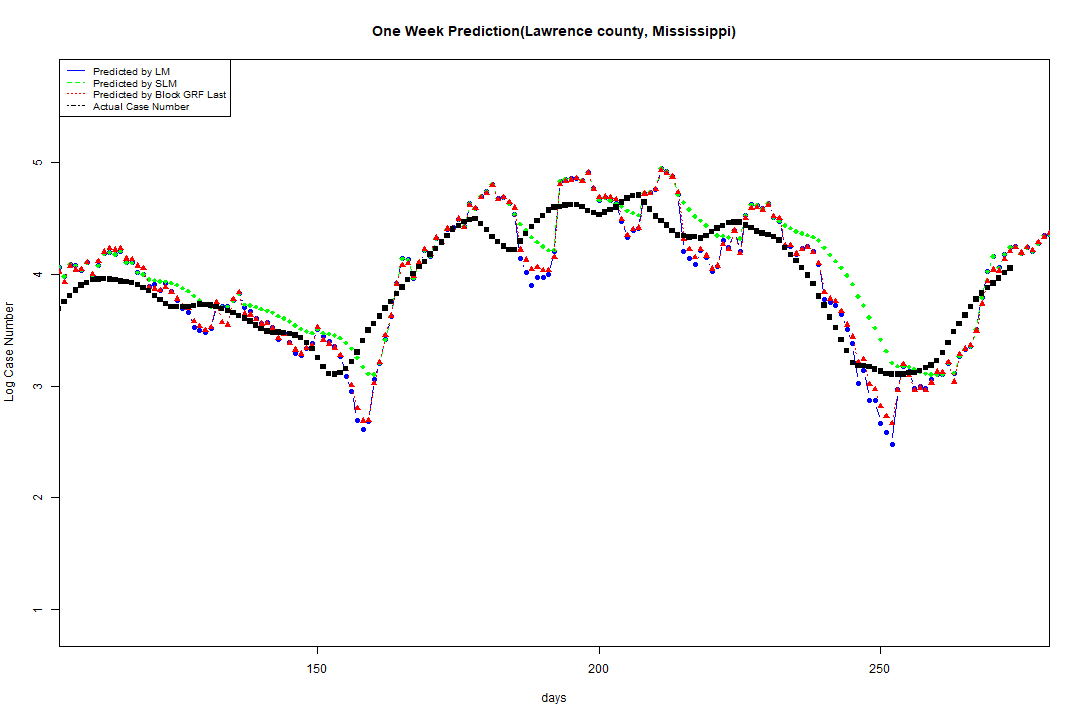 One Week Prediction(Lawrence county, Mississippi)
Predicted by LM
Predicted by SLM
Predicted by Block GRF Last
Actual Case Number
5
4
3
2
1
Log Case Number
150 200 250
days